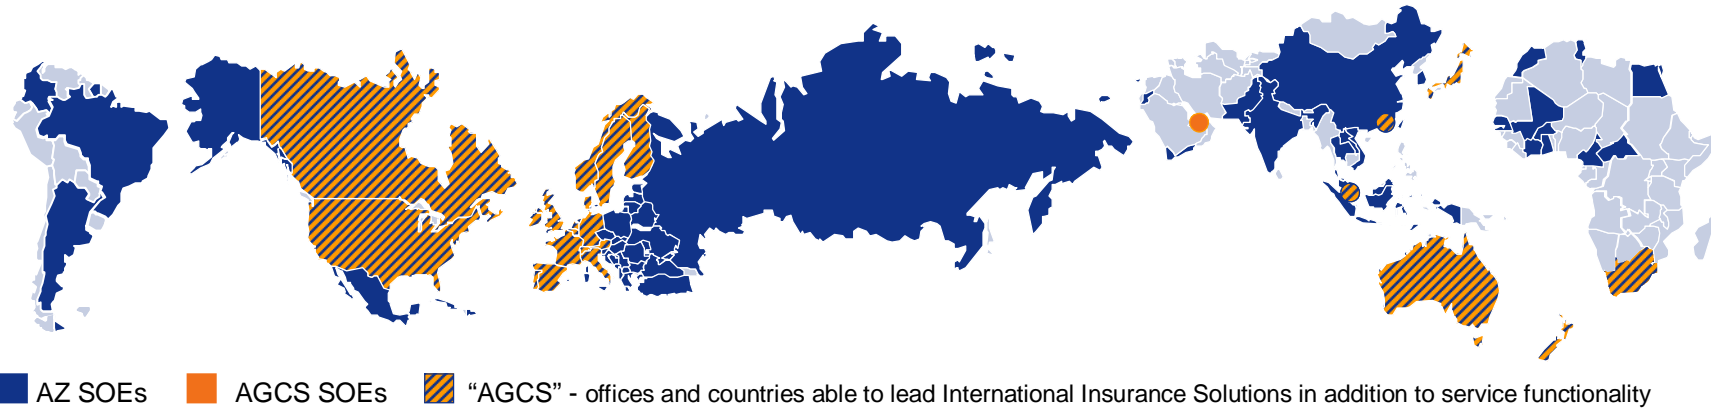 AZ SOEs AGCS SOEs “AGCS” - offices and countries able to lead International Insurance Solutions in addition to service functionality